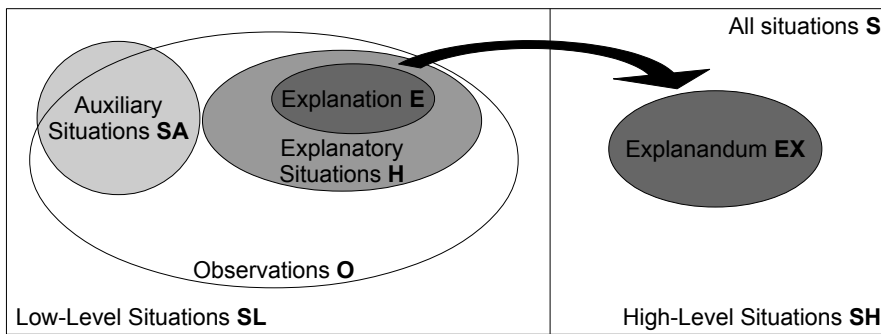 All situations S
Auxiliary
Situations SA
Explanation E
Explanatory
Situations H
Explanandum EX
Observations O
Low-Level Situations SL
High-Level Situations SH